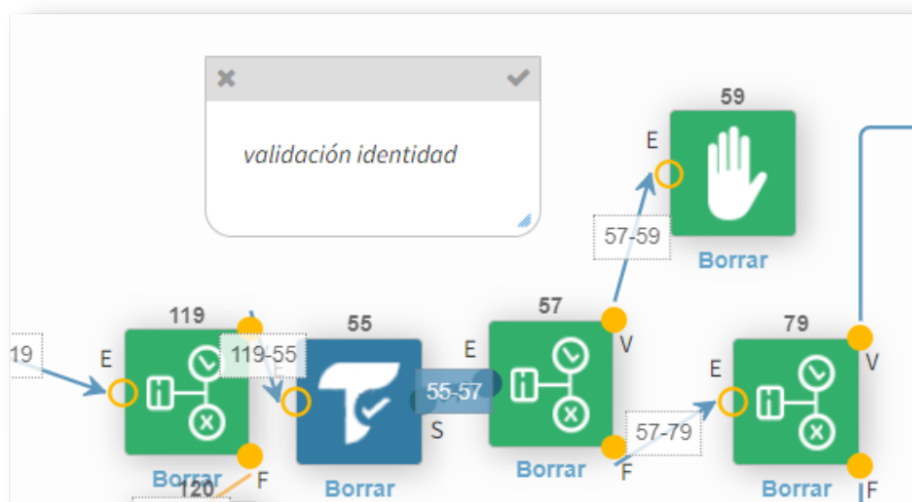 59
validación identidad
E
57-59
Borrar
119
57
79
55
19
E
119-55
E
V
V
E
55-57
E
S
57-79
Borrar
F
Borrar
F
Borrar
F
120
Borrar